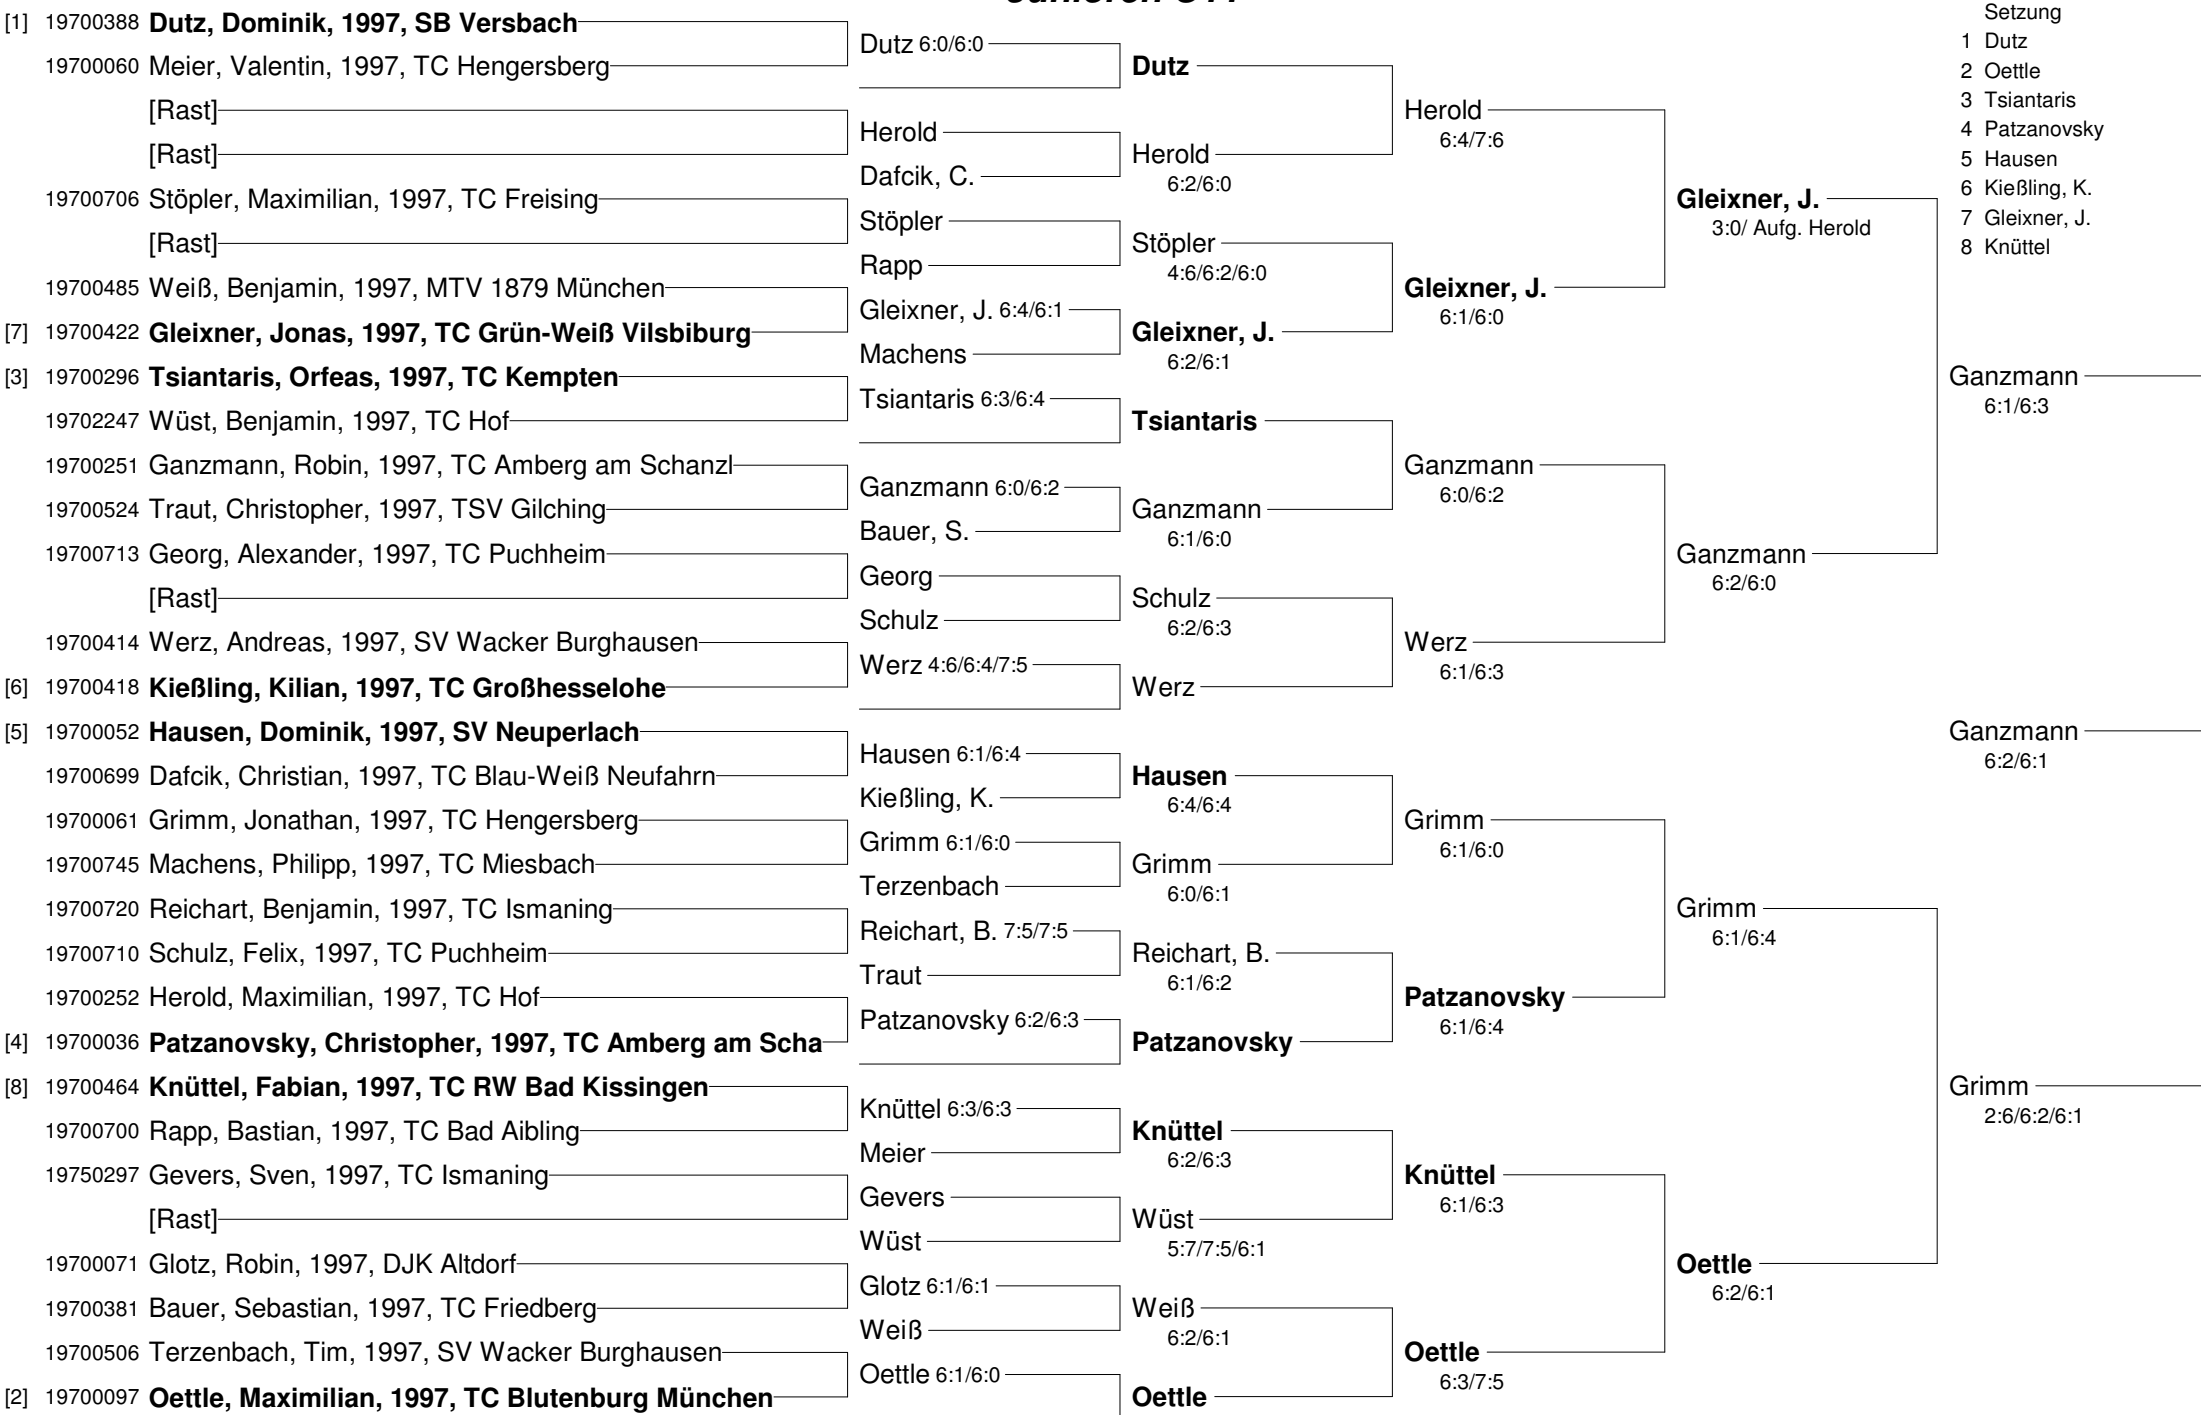 [1] 19700388 Dutz, Dominik, 1997, SB Versbach
19700060 Meier, Valentin, 1997, TC Hengersberg
[Rast]
[Rast]
19700706 Stöpler, Maximilian, 1997, TC Freising
[Rast]
19700485 Weiß, Benjamin, 1997, MTV 1879 München
[7] 19700422 Gleixner, Jonas, 1997, TC Grün-Weiß Vilsbiburg
[3] 19700296 Tsiantaris, Orfeas, 1997, TC Kempten
19702247 Wüst, Benjamin, 1997, TC Hof
19700251 Ganzmann, Robin, 1997, TC Amberg am Schanzl
19700524 Traut, Christopher, 1997, TSV Gilching
19700713 Georg, Alexander, 1997, TC Puchheim
[Rast]
19700414 Werz, Andreas, 1997, SV Wacker Burghausen
[6] 19700418 Kießling, Kilian, 1997, TC Großhesselohe
[5] 19700052 Hausen, Dominik, 1997, SV Neuperlach
19700699 Dafcik, Christian, 1997, TC Blau-Weiß Neufahrn
19700061 Grimm, Jonathan, 1997, TC Hengersberg
19700745 Machens, Philipp, 1997, TC Miesbach
19700720 Reichart, Benjamin, 1997, TC Ismaning
19700710 Schulz, Felix, 1997, TC Puchheim
19700252 Herold, Maximilian, 1997, TC Hof
[4] 19700036 Patzanovsky, Christopher, 1997, TC Amberg am Scha
[8] 19700464 Knüttel, Fabian, 1997, TC RW Bad Kissingen
19700700 Rapp, Bastian, 1997, TC Bad Aibling
19750297 Gevers, Sven, 1997, TC Ismaning
[Rast]
19700071 Glotz, Robin, 1997, DJK Altdorf
19700381 Bauer, Sebastian, 1997, TC Friedberg
19700506 Terzenbach, Tim, 1997, SV Wacker Burghausen
[2] 19700097 Oettle, Maximilian, 1997, TC Blutenburg München
Dutz 6:0/6:0
Herold
Dafcik, C.
Stöpler
Rapp
Gleixner, J. 6:4/6:1
Machens
Tsiantaris 6:3/6:4
Ganzmann 6:0/6:2
Bauer, S.
Georg
Schulz
Werz 4:6/6:4/7:5
Hausen 6:1/6:4
Kießling, K.
Grimm 6:1/6:0
Terzenbach
Reichart, B. 7:5/7:5
Traut
Patzanovsky 6:2/6:3
Knüttel 6:3/6:3
Meier
Gevers
Wüst
Glotz 6:1/6:1
Weiß
Oettle 6:1/6:0
Dutz
Herold
6:2/6:0
Stöpler
4:6/6:2/6:0
Gleixner, J.
6:2/6:1
Tsiantaris
Ganzmann
6:1/6:0
Schulz
6:2/6:3
Werz
Hausen
6:4/6:4
Grimm
6:0/6:1
Reichart, B.
6:1/6:2
Patzanovsky
Knüttel
6:2/6:3
Wüst
5:7/7:5/6:1
Weiß
6:2/6:1
Oettle
Herold
6:4/7:6
Gleixner, J.
6:1/6:0
Ganzmann
6:0/6:2
Werz
6:1/6:3
Grimm
6:1/6:0
Patzanovsky
6:1/6:4
Knüttel
6:1/6:3
Oettle
6:3/7:5
Gleixner, J.
3:0/ Aufg. Herold
Ganzmann
6:2/6:0
Grimm
6:1/6:4
Oettle
6:2/6:1
Setzung
1 Dutz
2 Oettle
3 Tsiantaris
4 Patzanovsky
5 Hausen
6 Kießling, K.
7 Gleixner, J.
8 Knüttel
Ganzmann
6:1/6:3
Ganzmann
6:2/6:1
Grimm
2:6/6:2/6:1